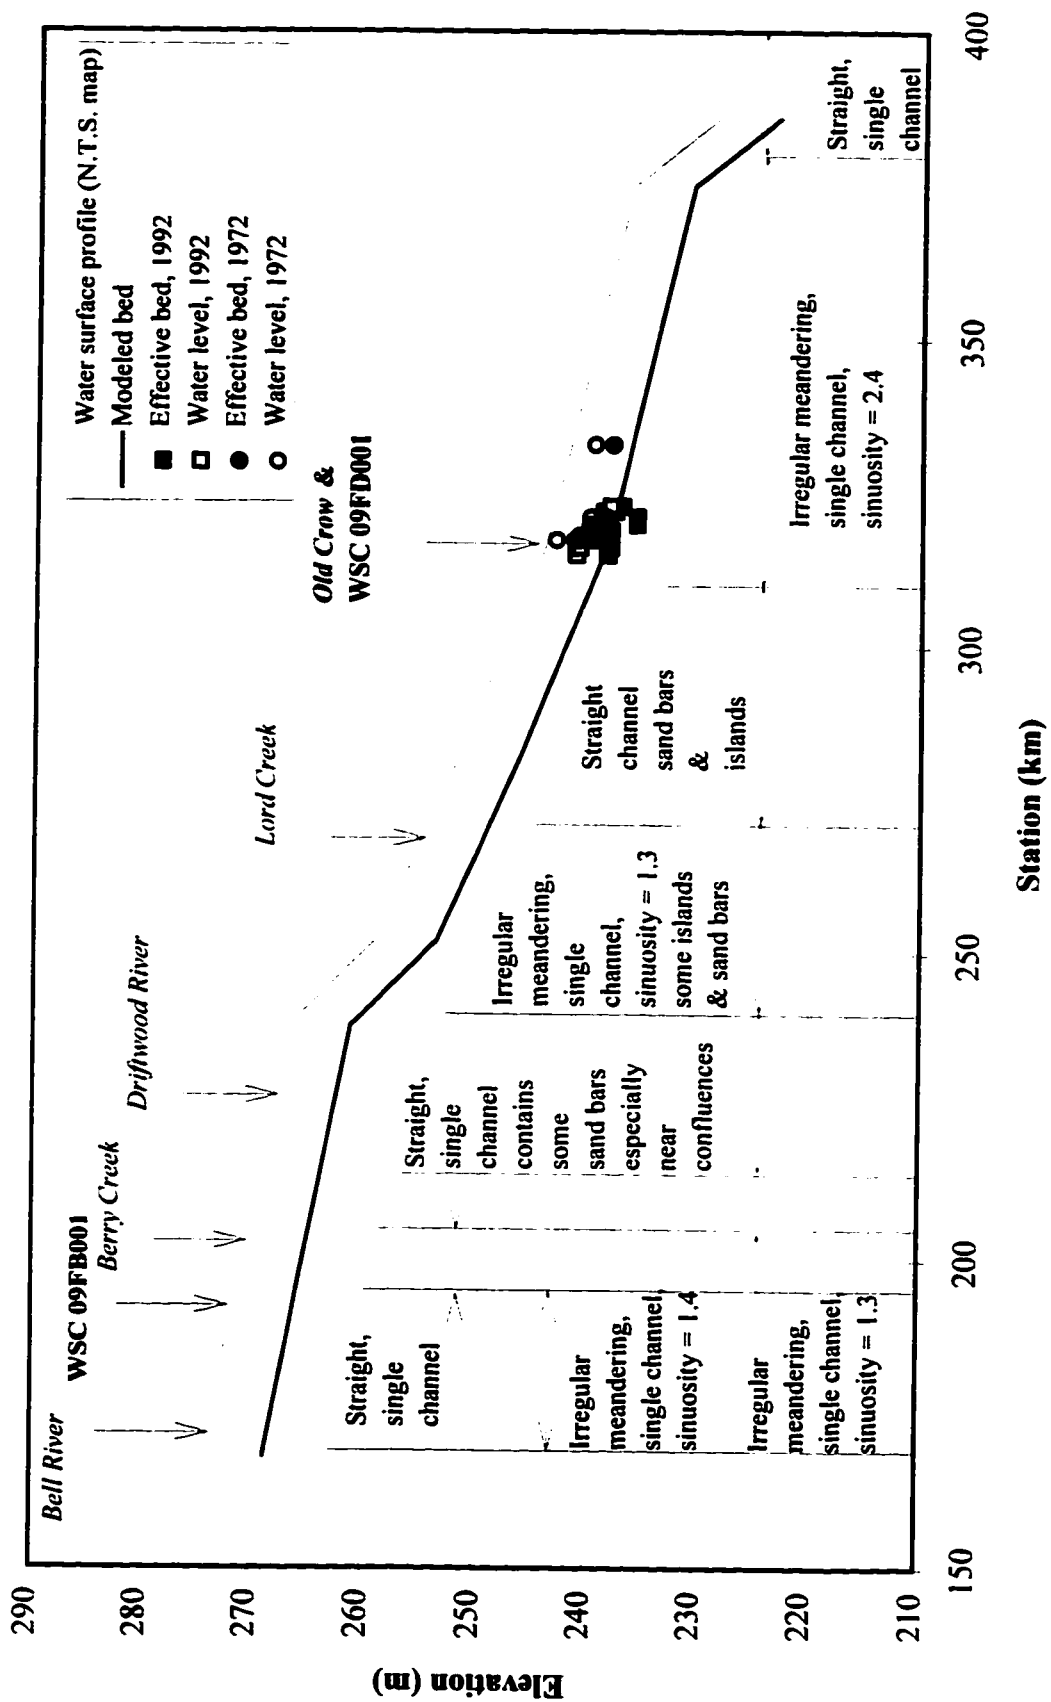 Water surface profile (N.T.S. map)
Modeled bed
Effective bed, 1992
Water level, 1992
Effective bed, 1972
Water level, 1972
Bell River
WSC 09FB001
Berry Creek
Driftwood River
Lord Creek
Old Crow &
WSC 09FD001
Straight,
single
channel
Irregular
meandering,
single channel,
sinuosity = 1.4
Irregular
meandering,
single channel,
sinuosity = 1.3
Straight,
single
channel
contains
some
sand bars
especially
near
confluences
Irregular
meandering,
single
channel,
sinuosity = 1.3
some islands
& sand bars
Straight
channel
sand bars
&
islands
Irregular meandering,
single channel,
sinuosity = 2.4
Straight,
single
channel
290
280
270
260
250
240
230
220
210
Elevation (m)
150
200
250
300
350
400
Station (km)